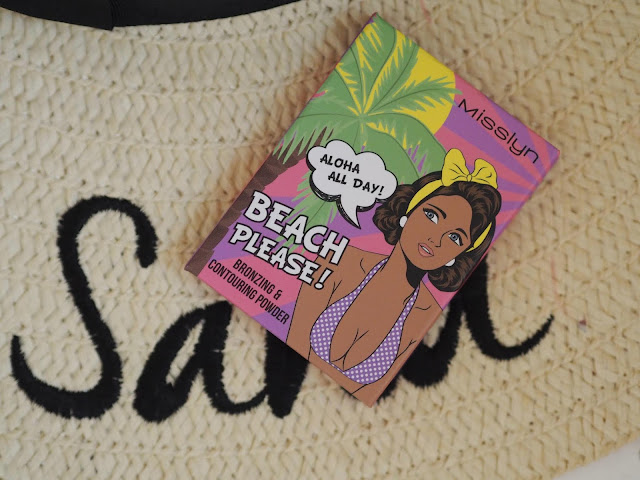 Misslyn
ALOHA
ALL DAY!
BEACH
PLEASE!
BRONZING &
CONTOURING POWDER